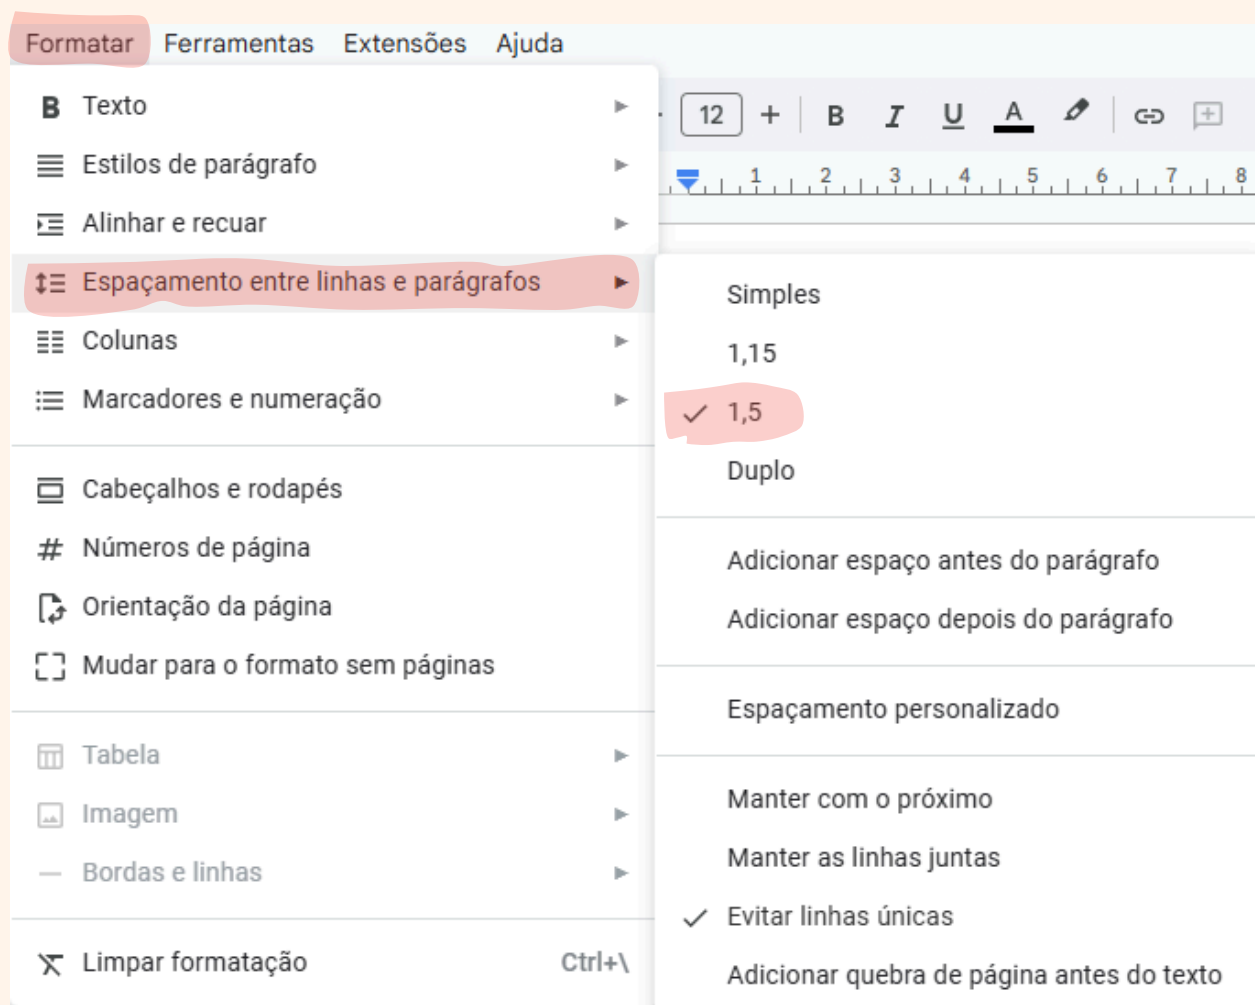 Formatar Ferramentas Extensões Ajuda
B Texto
12 + B I U A
Estilos de parágrafo
1 2 3 4 5 6 7 8
Alinhar e recuar
Espaçamento entre linhas e parágrafos
Colunas
Marcadores e numeração
Cabeçalhos e rodapés
# Números de página
Orientação da página
Mudar para o formato sem páginas
Tabela
Imagem
Bordas e linhas
Limpar formatação Ctrl+\
Simples
1,15
1,5
Duplo
Adicionar espaço antes do parágrafo
Adicionar espaço depois do parágrafo
Espaçamento personalizado
Manter com o próximo
Manter as linhas juntas
Evitar linhas únicas
Adicionar quebra de página antes do texto